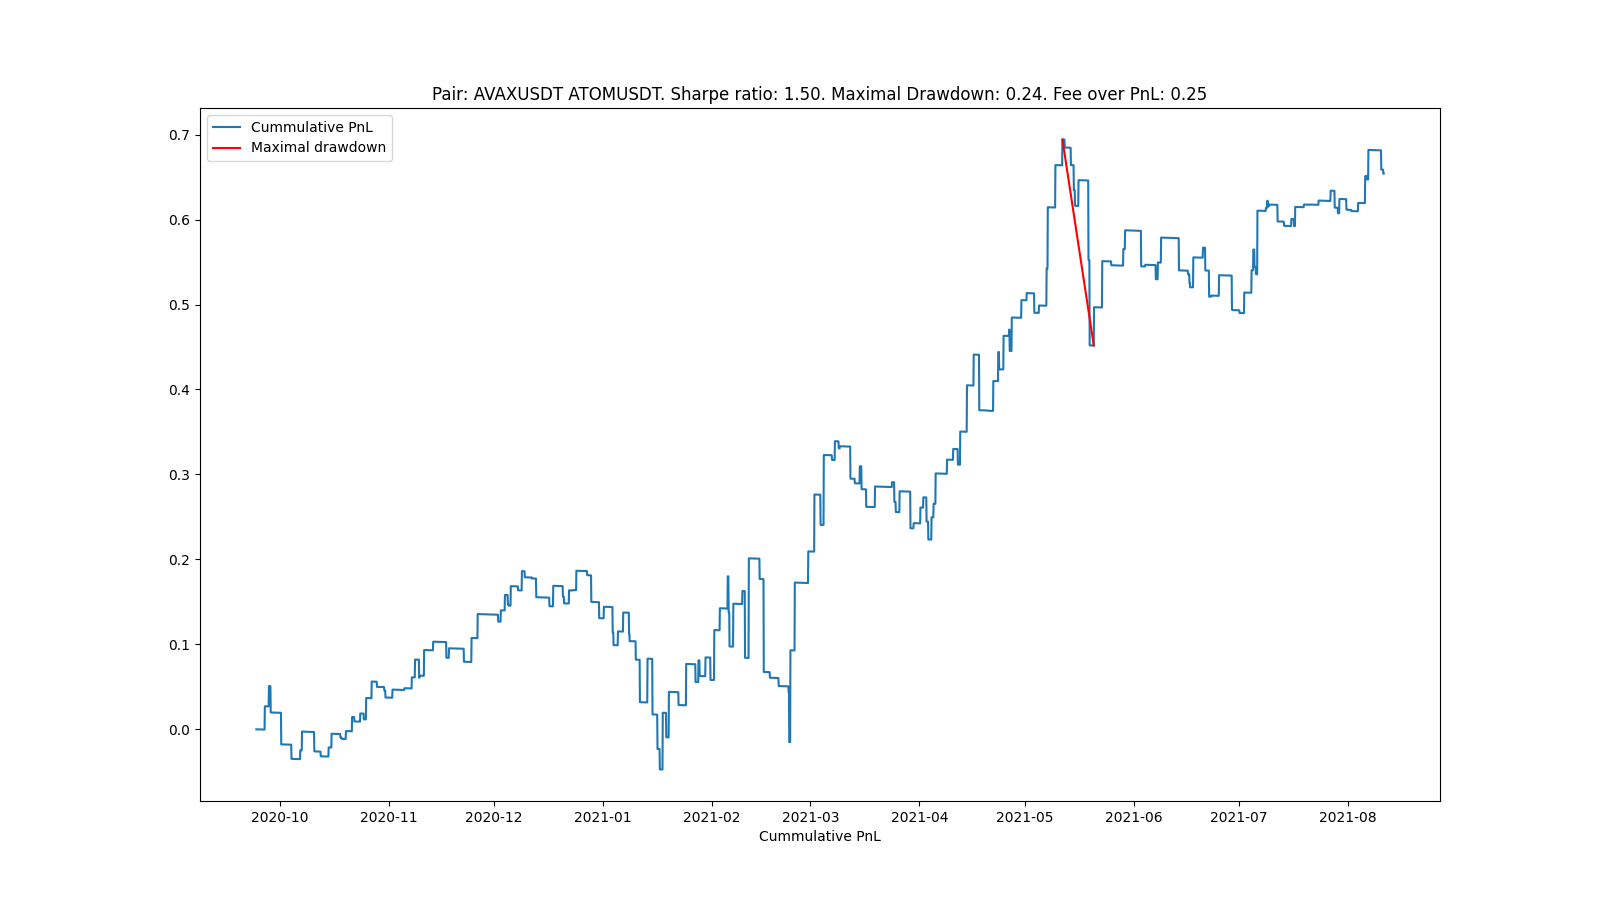 Pair: AVAXUSDT ATOMUSDT. Sharpe ratio: 1.50. Maximal Drawdown: 0.24. Fee over PnL: 0.25
Cummulative PnL
Maximal drawdown
0.7
0.6
0.5
0.4
0.3
0.2
0.1
0.0
2020-10 2020-11 2020-12 2021-01 2021-02 2021-03 2021-04 2021-05 2021-06 2021-07 2021-08
Cummulative PnL